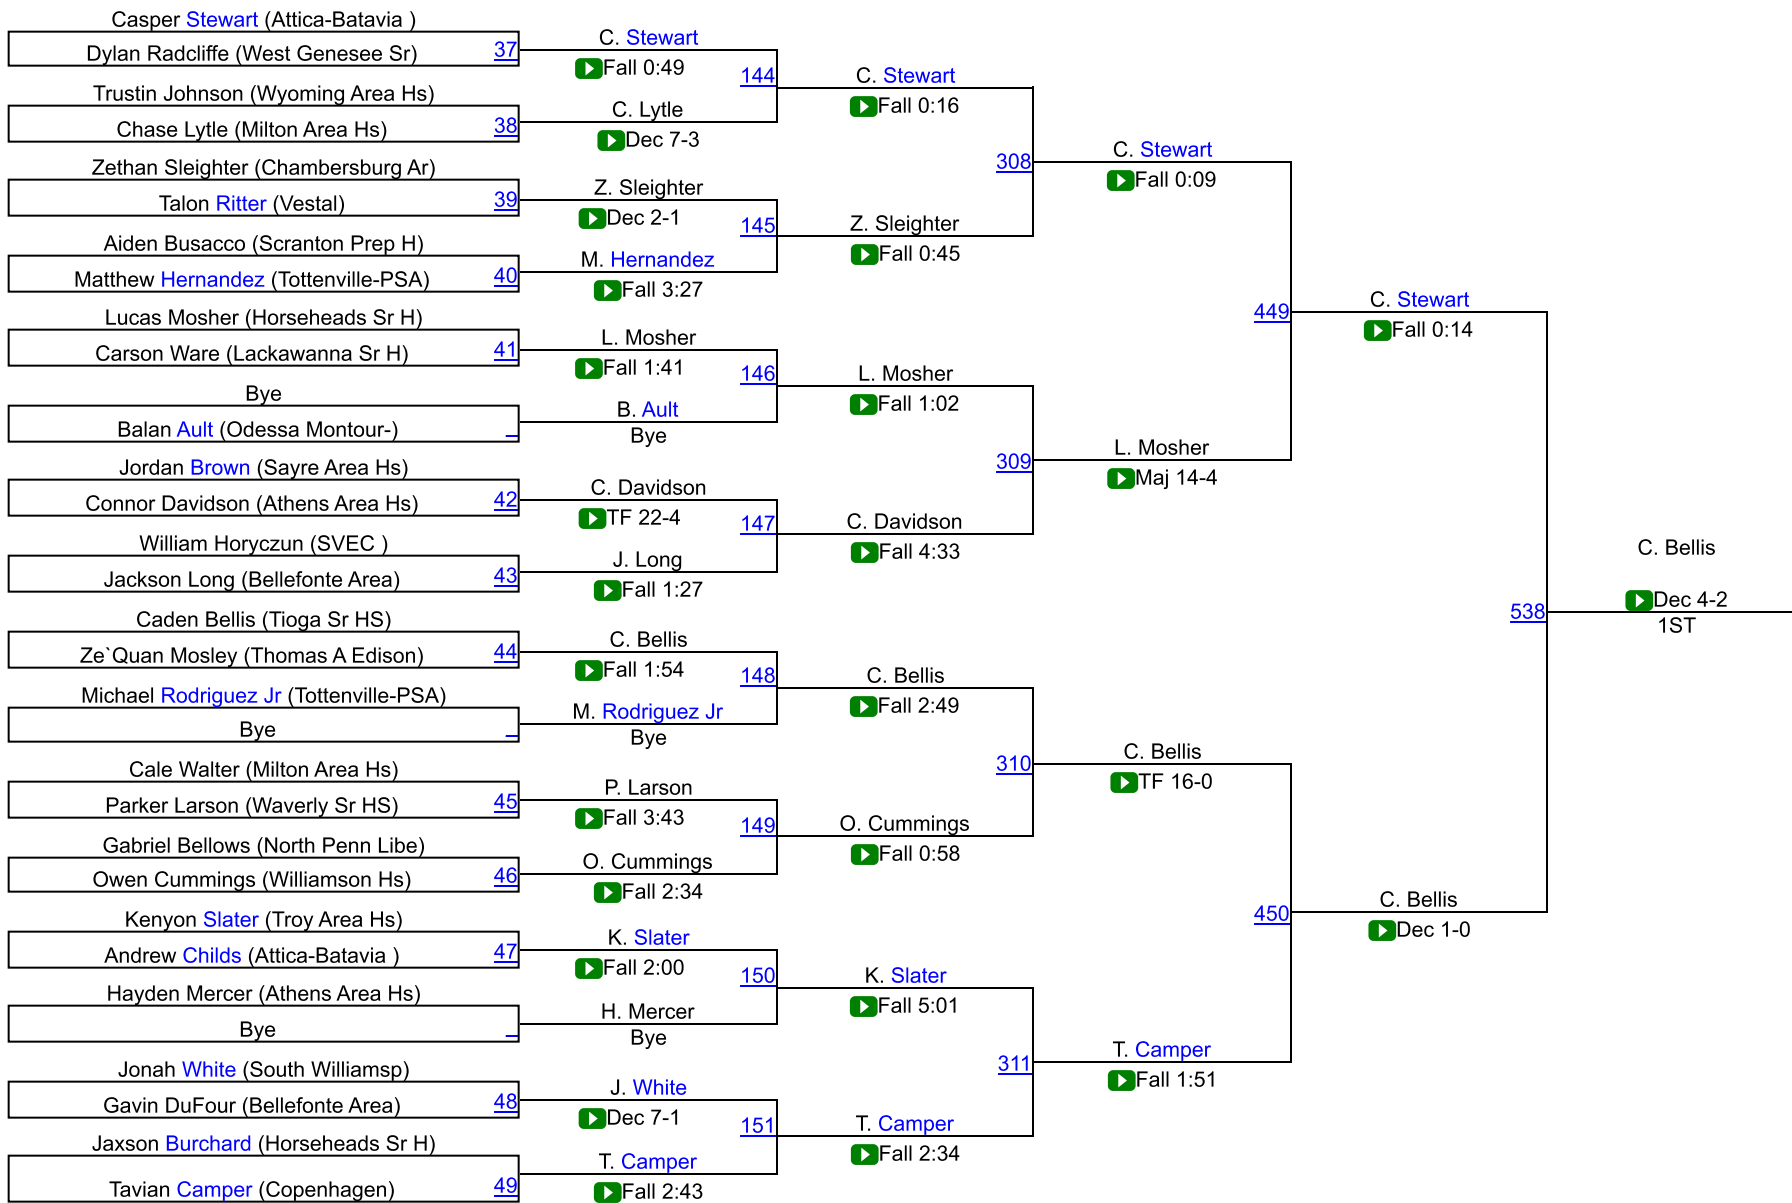 Casper Stewart (Attica-Batavia )
Dylan Radcliffe (West Genesee Sr)
37
Trustin Johnson (Wyoming Area Hs)
Chase Lytle (Milton Area Hs)
38
Zethan Sleighter (Chambersburg Ar)
Talon Ritter (Vestal)
39
Aiden Busacco (Scranton Prep H)
Matthew Hernandez (Tottenville-PSA)
40
Lucas Mosher (Horseheads Sr H)
Carson Ware (Lackawanna Sr H)
41
Bye
Balan Ault (Odessa Montour-)
Jordan Brown (Sayre Area Hs)
Connor Davidson (Athens Area Hs)
42
William Horyczun (SVEC )
Jackson Long (Bellefonte Area)
43
Caden Bellis (Tioga Sr HS)
Ze`Quan Mosley (Thomas A Edison)
44
Michael Rodriguez Jr (Tottenville-PSA)
Bye
Cale Walter (Milton Area Hs)
Parker Larson (Waverly Sr HS)
45
Gabriel Bellows (North Penn Libe)
Owen Cummings (Williamson Hs)
46
Kenyon Slater (Troy Area Hs)
Andrew Childs (Attica-Batavia )
47
Hayden Mercer (Athens Area Hs)
Bye
Jonah White (South Williamsp)
Gavin DuFour (Bellefonte Area)
48
Jaxson Burchard (Horseheads Sr H)
Tavian Camper (Copenhagen)
49
C. Stewart
Fall 0:49
144
C. Lytle
Dec 7-3
Z. Sleighter
Dec 2-1
145
M. Hernandez
Fall 3:27
L. Mosher
Fall 1:41
146
B. Ault
Bye
C. Davidson
TF 22-4
147
J. Long
Fall 1:27
C. Bellis
Fall 1:54
148
M. Rodriguez Jr
Bye
P. Larson
Fall 3:43
149
O. Cummings
Fall 2:34
K. Slater
Fall 2:00
150
H. Mercer
Bye
J. White
Dec 7-1
151
T. Camper
Fall 2:43
C. Stewart
Fall 0:16
308
Z. Sleighter
Fall 0:45
L. Mosher
Fall 1:02
309
C. Davidson
Fall 4:33
C. Bellis
Fall 2:49
310
O. Cummings
Fall 0:58
K. Slater
Fall 5:01
311
T. Camper
Fall 2:34
C. Stewart
Fall 0:09
449
L. Mosher
Maj 14-4
C. Bellis
TF 16-0
450
T. Camper
Fall 1:51
C. Stewart
Fall 0:14
538
C. Bellis
Dec 1-0
C. Bellis
Dec 4-2
1ST